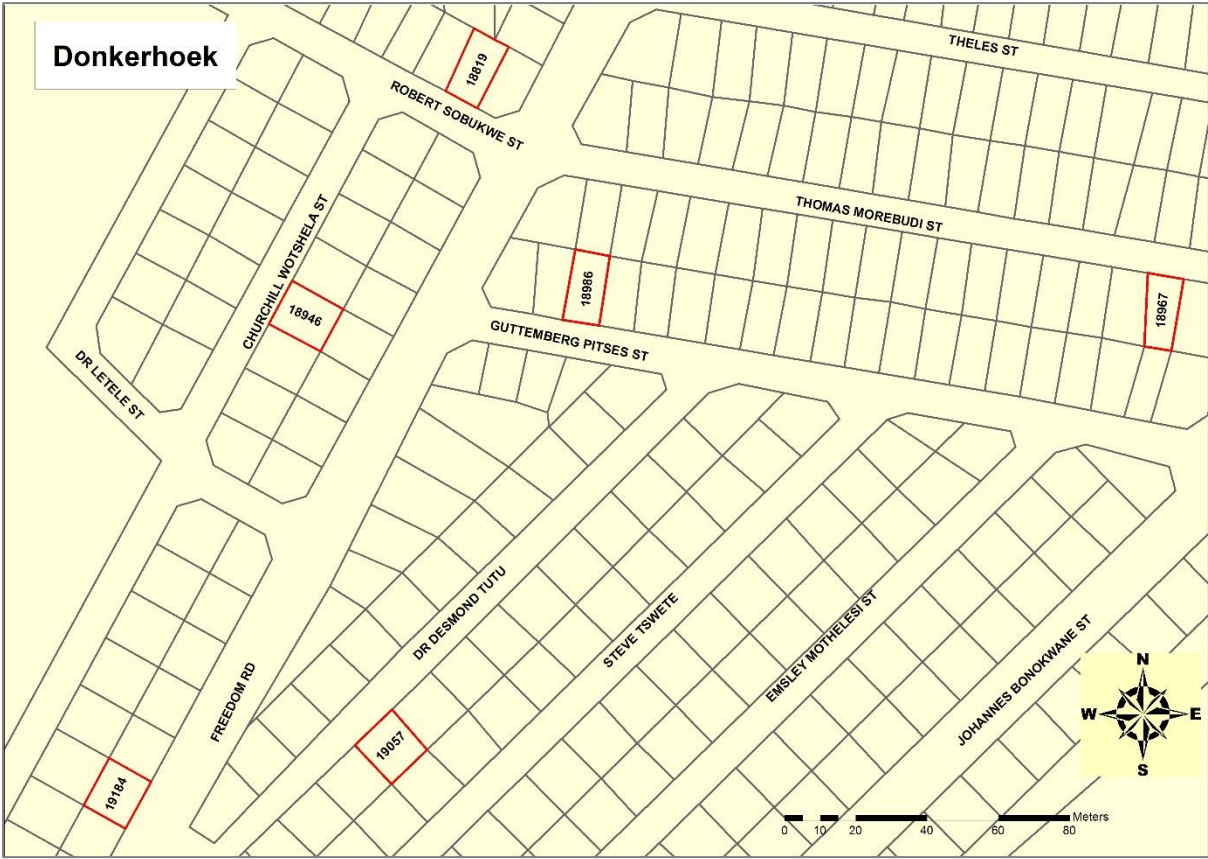 Donkerhoek
THELES ST
18819
ROBERT SOBUKWE ST
THOMAS MOREBUDI ST
CHURCHILL WOTSHELA ST
18946
18986
18967
GUTTEMBERG PITSES ST
DR LETELE ST
DR DESMOND TUTU
STEVE TSWETE
EMSLEY MOTHELESI ST
JOHANNES BONOKWANE ST
FREEDOM RD
19057
19184
N
W E
S
Meters
0 10 20 40 60 80